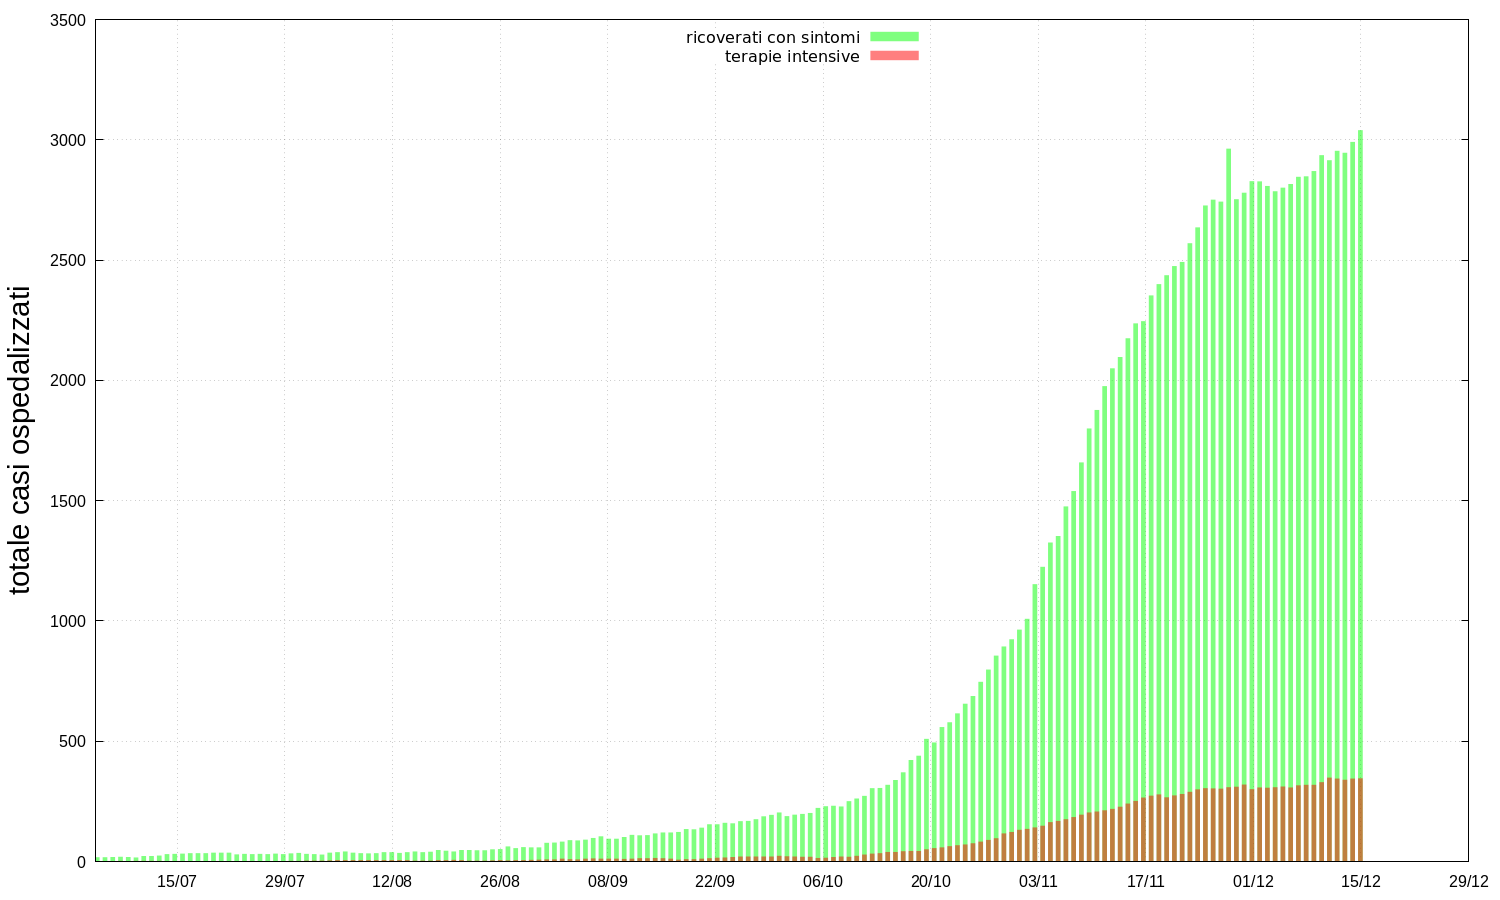 3500
ricoverati con sintomi
terapie intensive
3000
2500
2000
1500
1000
500
0
totale casi ospedalizzati
15/07 29/07 12/08 26/08 08/09 22/09 06/10 20/10 03/11 17/11 01/12 15/12 29/12